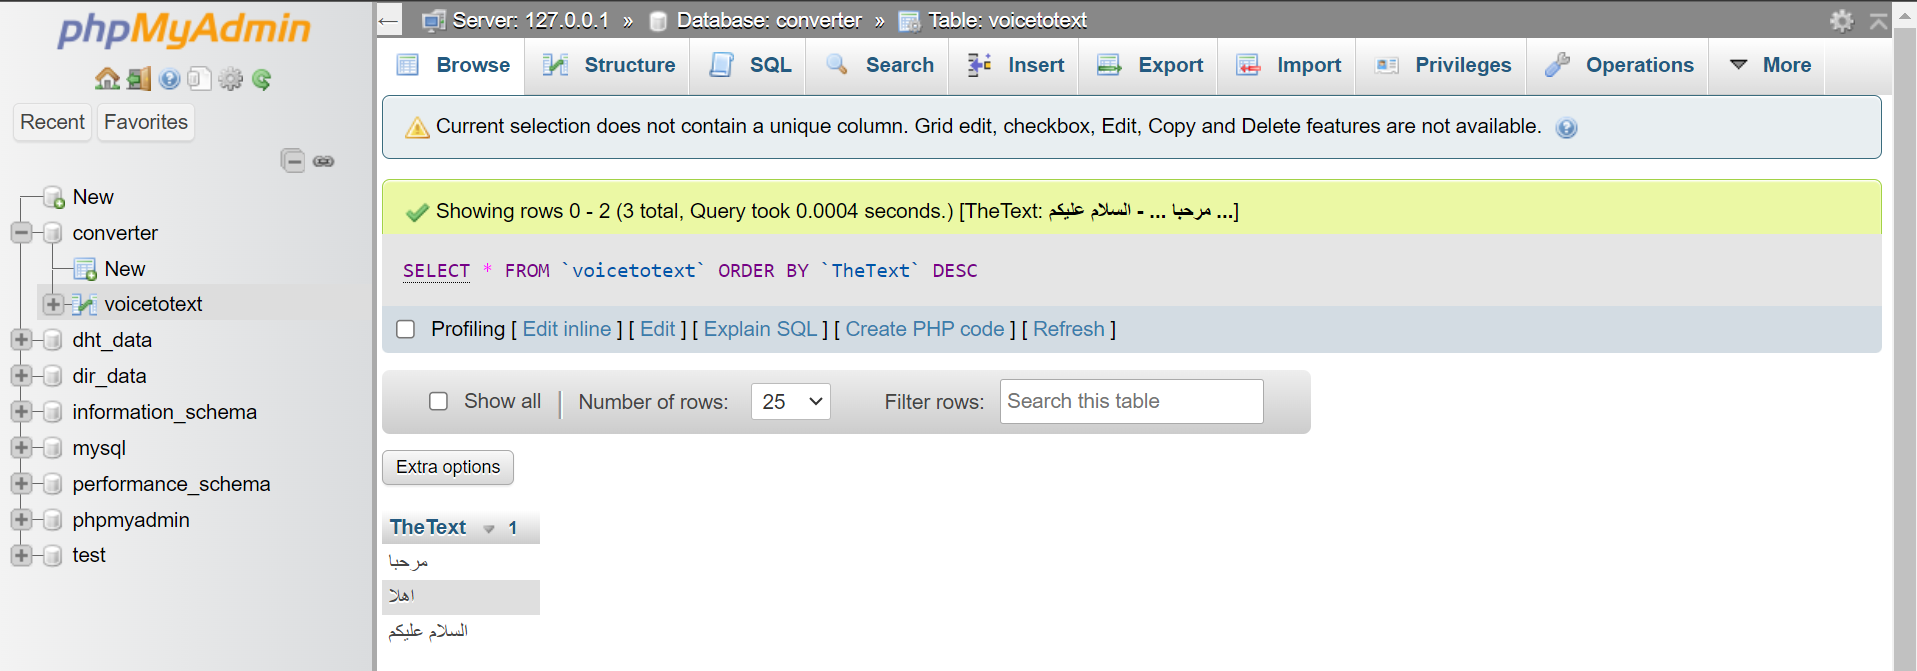 phpMyAdmin
Recent Favorites
New
converter
New
voicetotext
dht_data
dir_data
information_schema
mysql
performance_schema
phpmyadmin
test
Server: 127.0.0.1 » Database: converter » Table: voicetotext
Browse Structure SQL Search Insert Export Import Privileges Operations More
Current selection does not contain a unique column. Grid edit, checkbox, Edit, Copy and Delete features are not available.
Showing rows 0 - 2 (3 total, Query took 0.0004 seconds.) [TheText: مرحبا ... - السلام عليكم ...]
SELECT * FROM `voicetotext` ORDER BY `TheText` DESC
Profiling [ Edit inline ] [ Edit ] [ Explain SQL ] [ Create PHP code ] [ Refresh ]
Show all | Number of rows: 25 Filter rows: Search this table
Extra options
TheText 1
مرحبا
اهلا
السلام عليكم